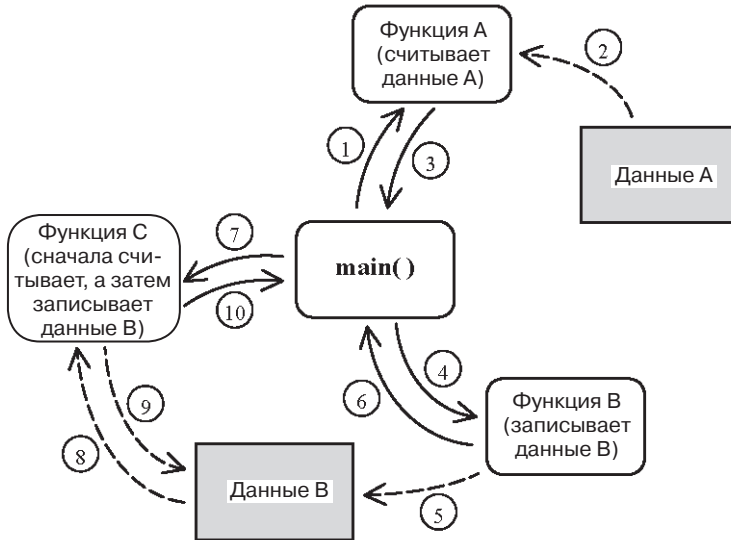 Функция А
(считывает
данные А)
2
1
3
Данные А
Функция С
(сначала счи-
тывает, а затем
записывает
данные В)
7
main()
10
4
6
Функция В
(записывает
данные В)
9
8
Данные В
5